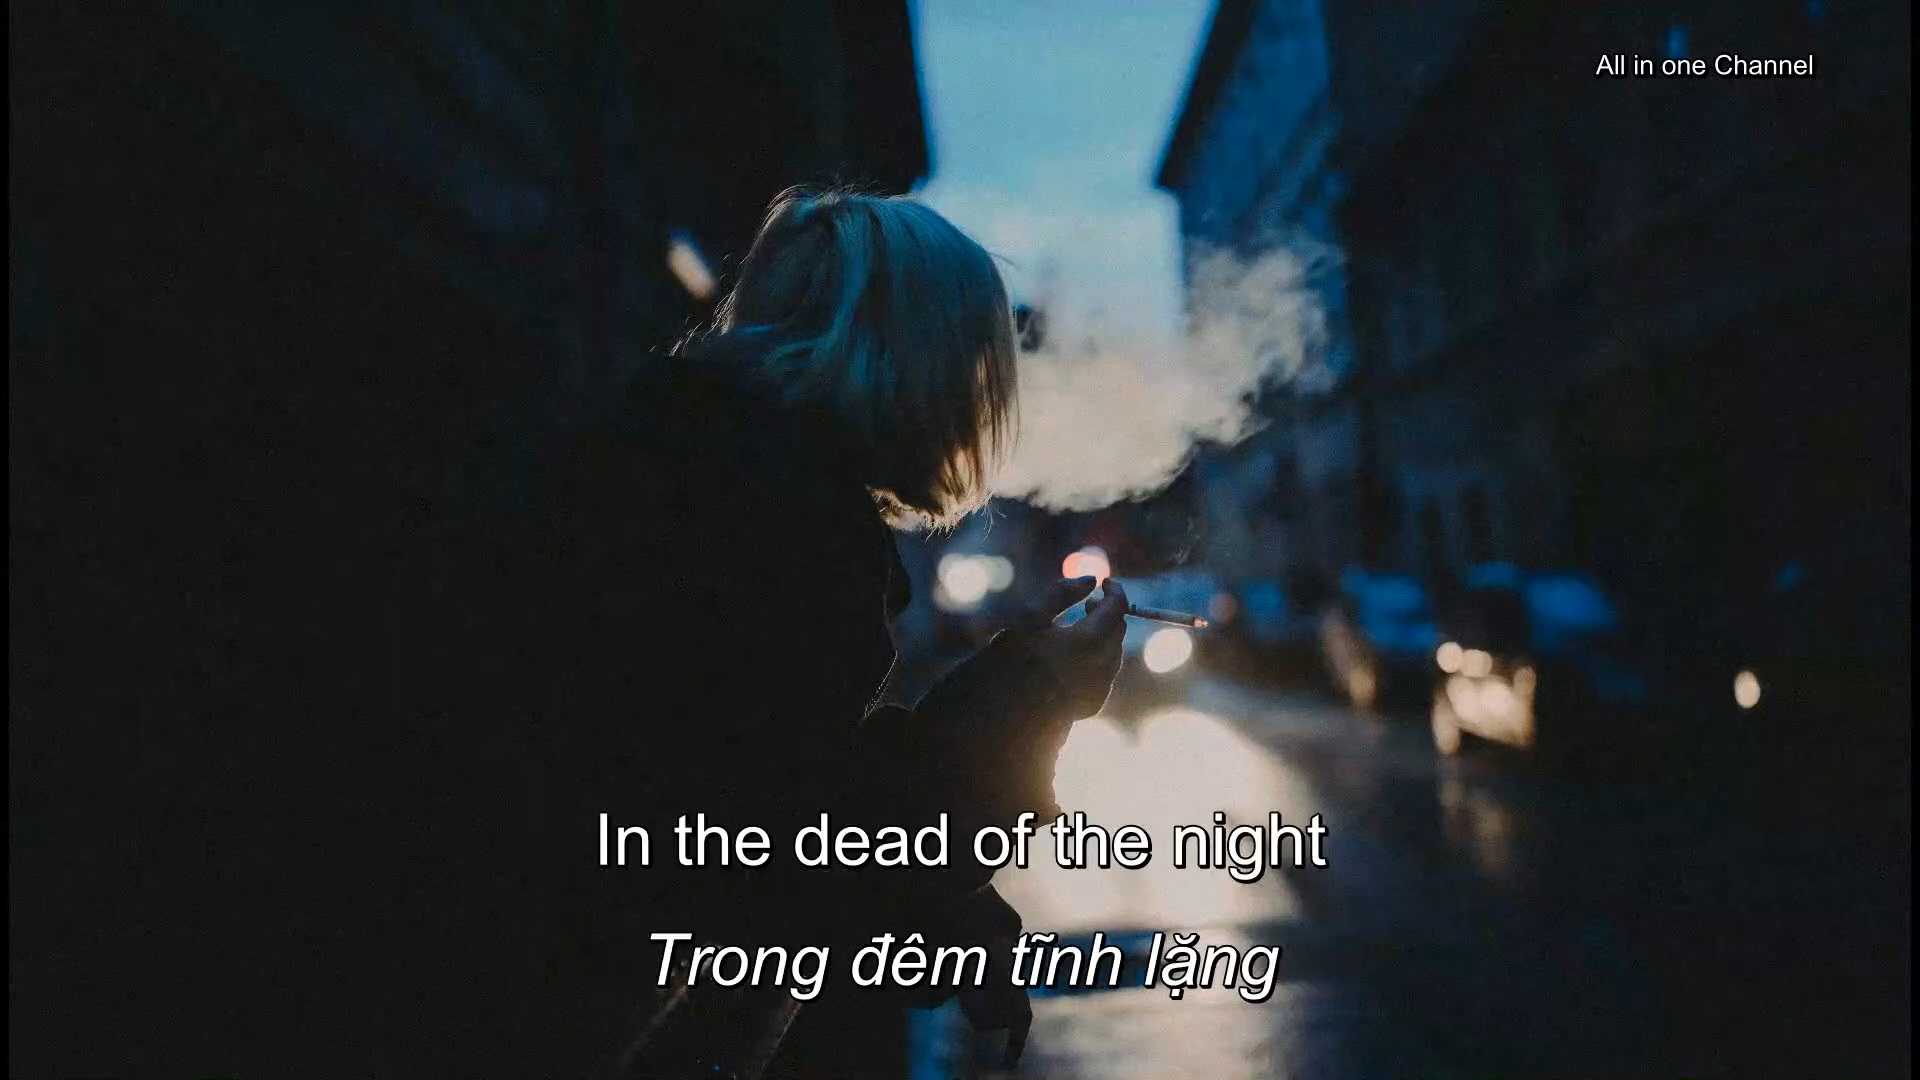 All in one Channel
In the dead of the night
Trong đêm tĩnh lặng